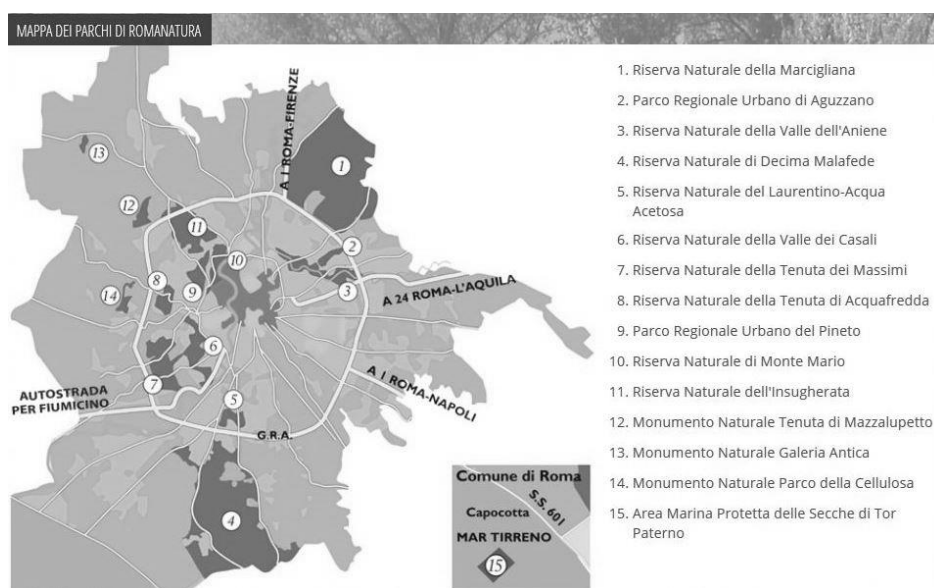 MAPPA DEI PARCHI DI ROMANATURA
A 1 ROMA-FIRENZE
13
1
12
11
2
10
8
14
9
3
A 24 ROMA-L'AQUILA
6
7
AUTOSTRADA
PER FIUMICINO
A 1 ROMA-NAPOLI
5
G.R.A.
4
Comune di Roma
S.S. 601
Capocotta
MAR TIRRENO
15
1. Riserva Naturale della Marcigliana
2. Parco Regionale Urbano di Aguzzano
3. Riserva Naturale della Valle dell'Aniene
4. Riserva Naturale di Decima Malafede
5. Riserva Naturale del Laurentino-Acqua
Acetosa
6. Riserva Naturale della Valle dei Casali
7. Riserva Naturale della Tenuta dei Massimi
8. Riserva Naturale della Tenuta di Acquafredda
9. Parco Regionale Urbano del Pineto
10. Riserva Naturale di Monte Mario
11. Riserva Naturale dell'Insugherata
12. Monumento Naturale Tenuta di Mazzalupetto
13. Monumento Naturale Galeria Antica
14. Monumento Naturale Parco della Cellulosa
15. Area Marina Protetta delle Secche di Tor
Paterno